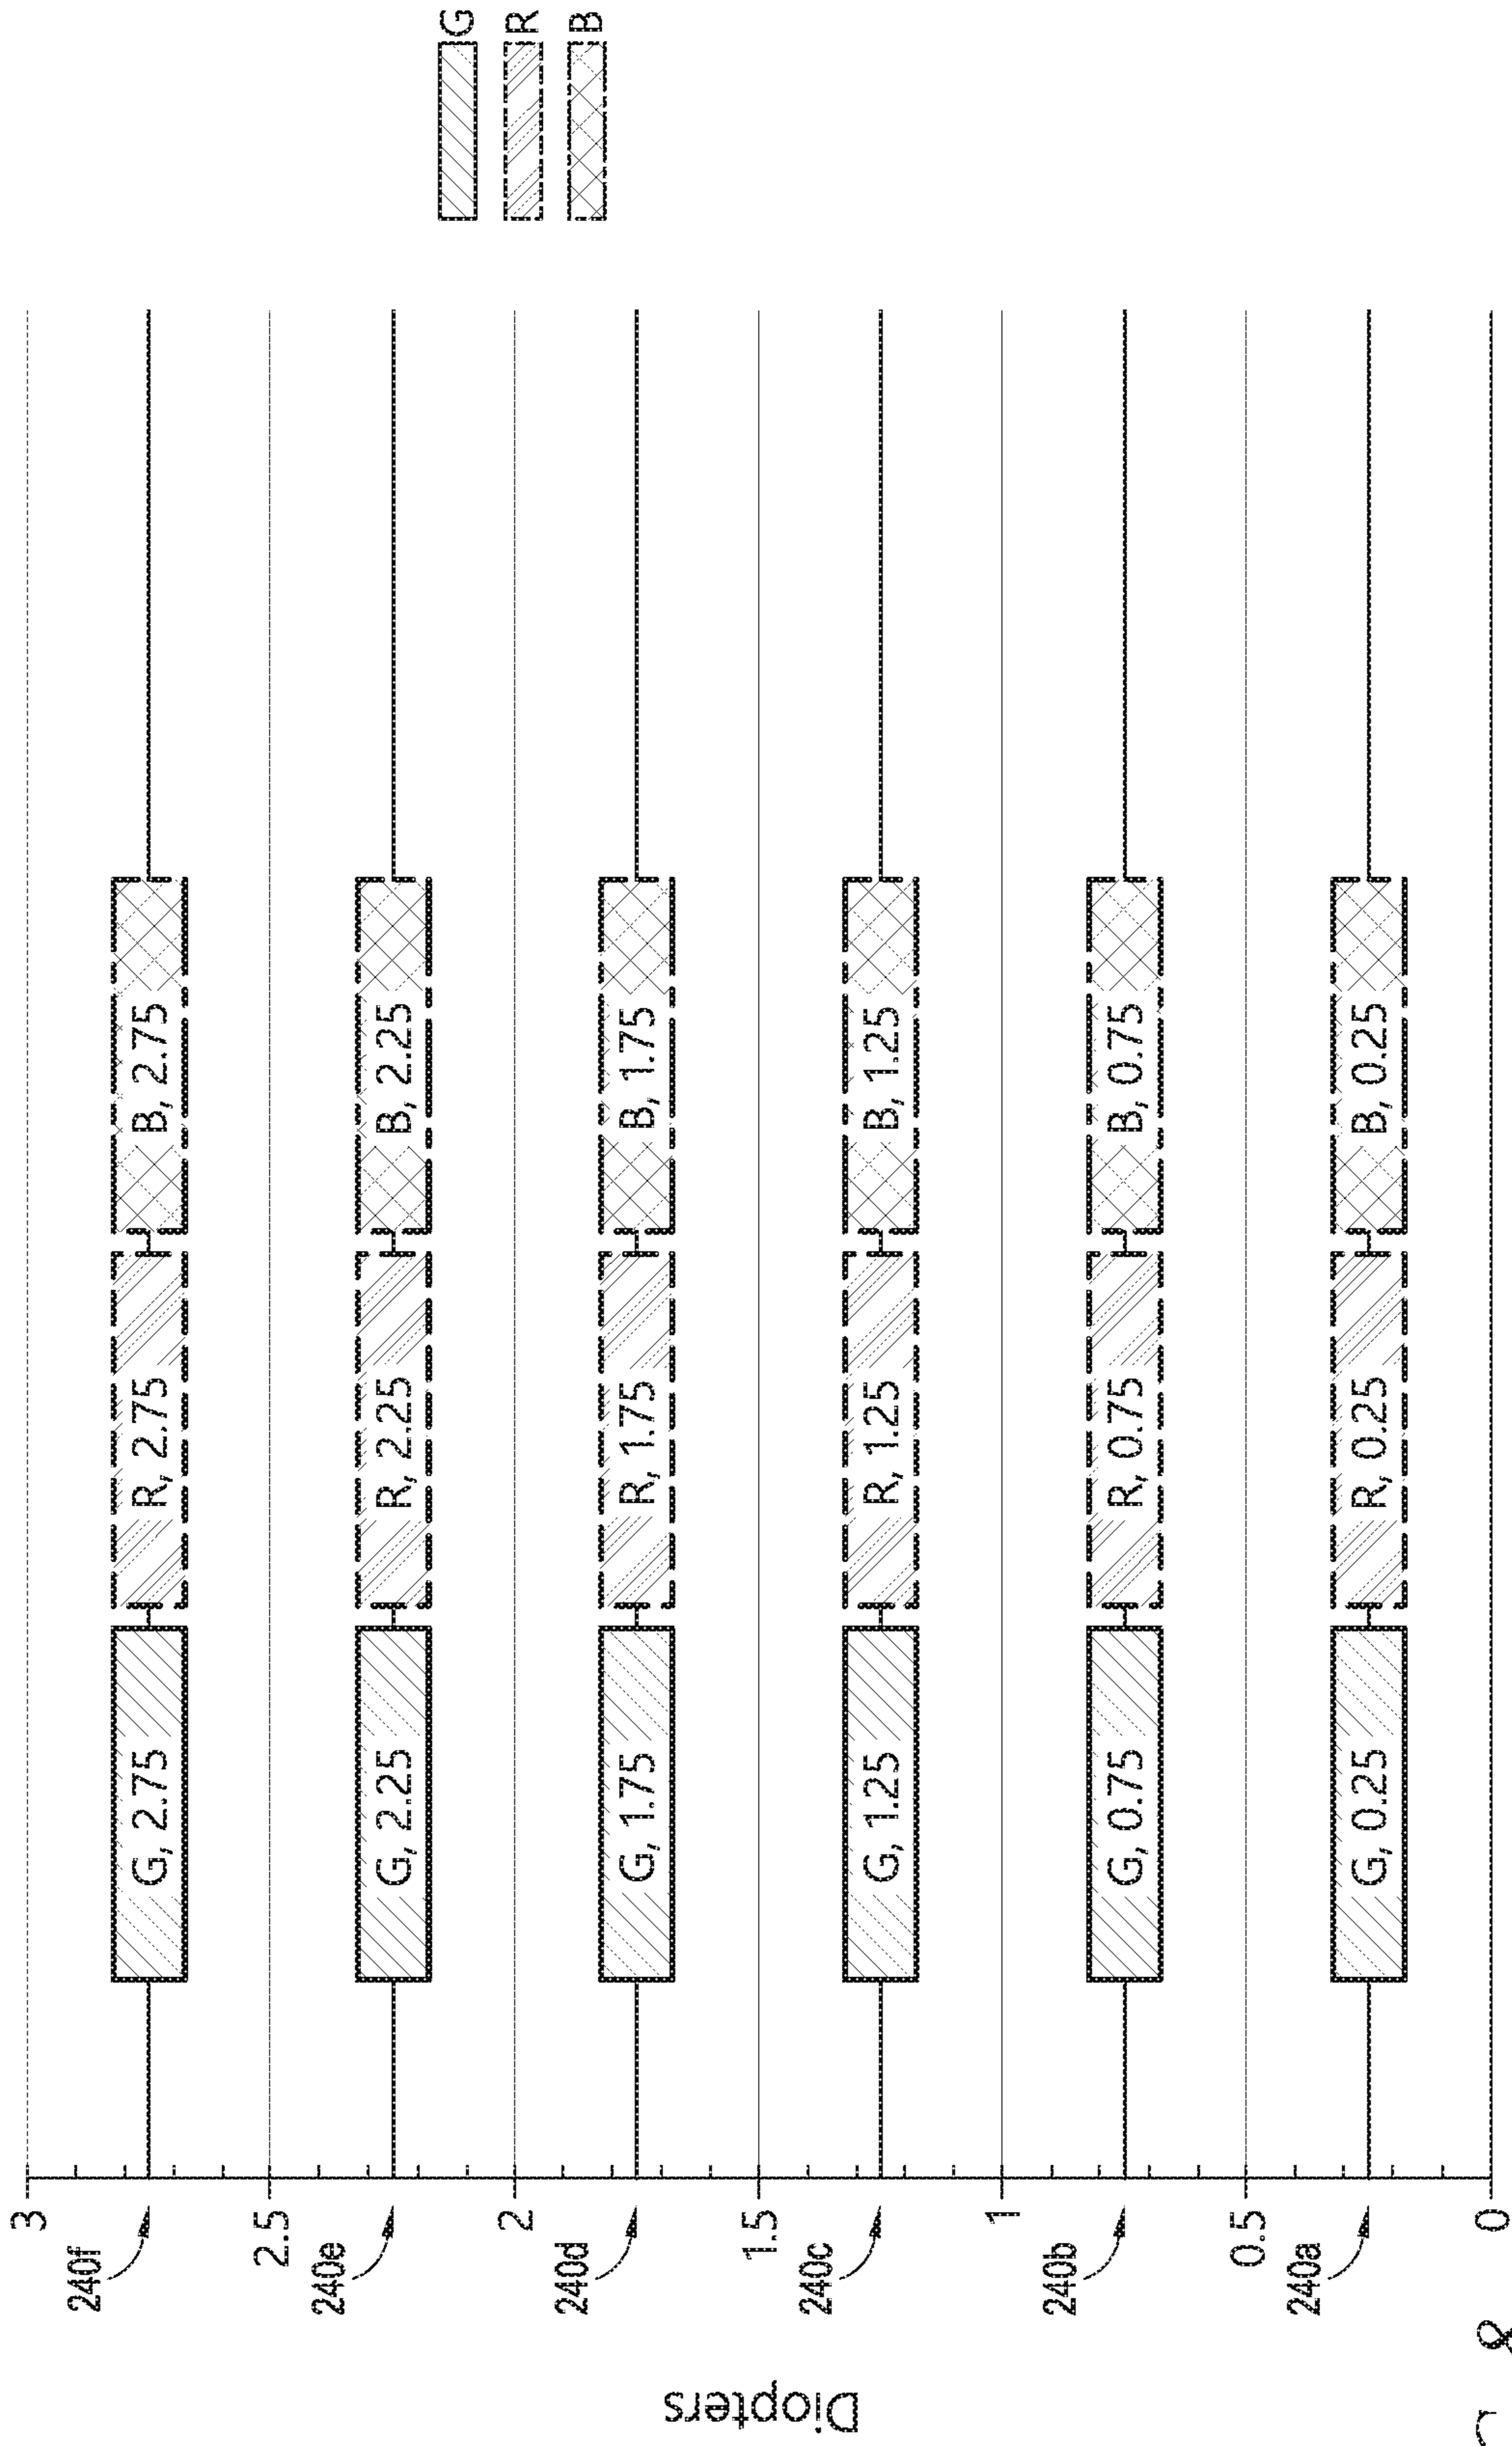 Diopters
3
240f
G, 2.75 R, 2.75 B, 2.75
2.5
240e
G, 2.25 R, 2.25 B, 2.25
2
240d
G, 1.75 R, 1.75 B, 1.75
1.5
240c
G, 1.25 R, 1.25 B, 1.25
1
240b
G, 0.75 R, 0.75 B, 0.75
0.5
240a
G, 0.25 R, 0.25 B, 0.25
0
G
R
B